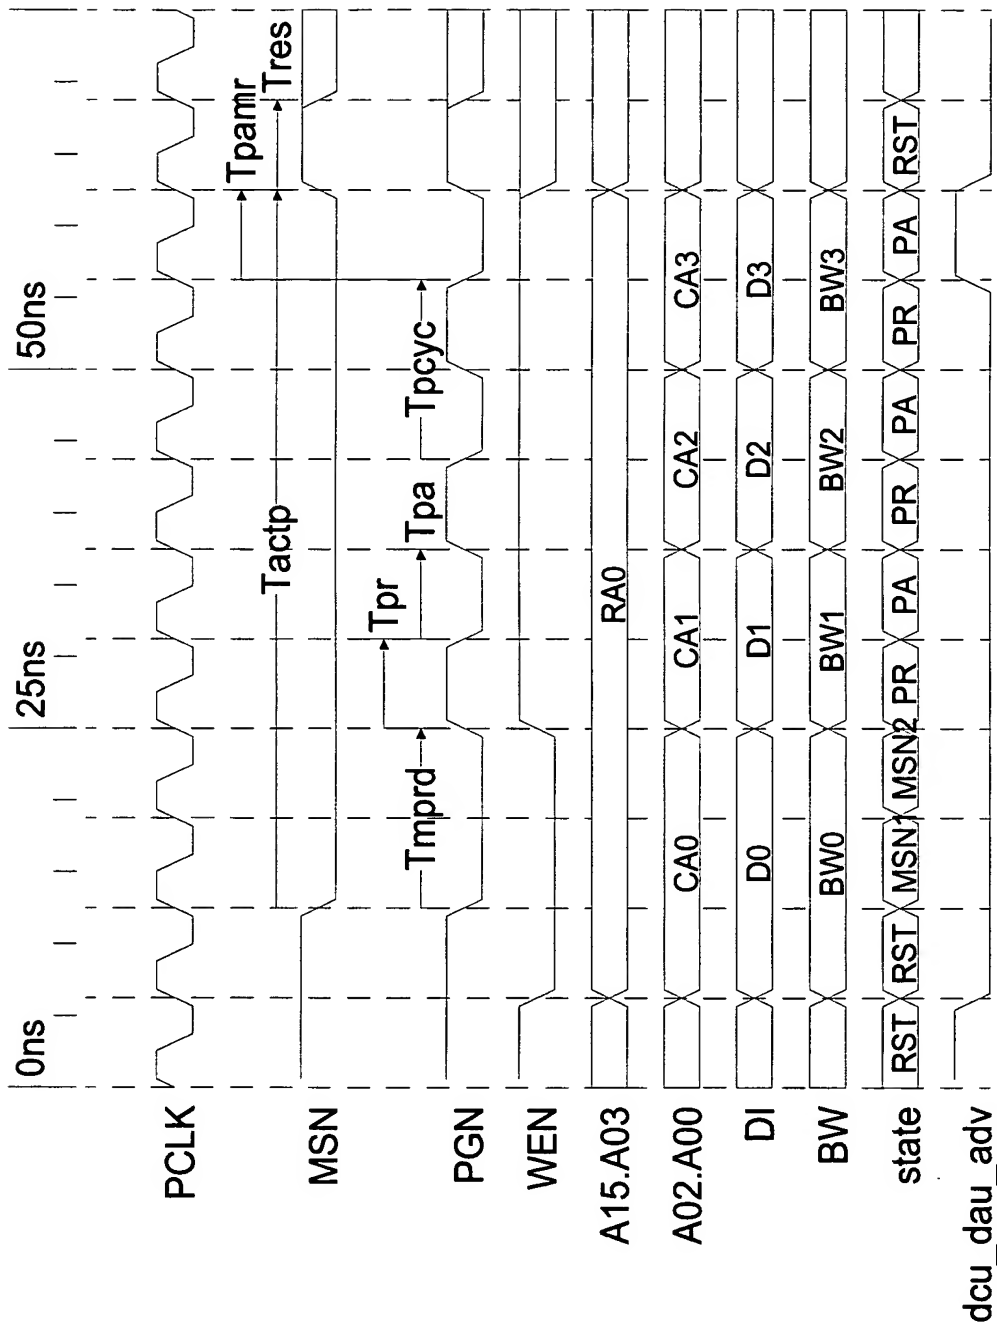 0ns 25ns 50ns
PCLK
Tpamr
MSN Tactp Tres
Tpr
PGN Tmprd Tpa Tpcyc
WEN
A15.A03 RA0
A02.A00 CA0 CA1 CA2 CA3
DI D0 D1 D2 D3
BW BW0 BW1 BW2 BW3
state RST RST MSN1 MSN2 PR PA PR PA PR PA RST
dcu_dau_adv